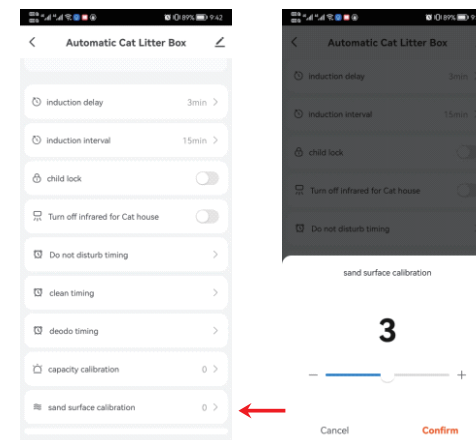 89% 9:42
Automatic Cat Litter Box
induction delay 3min
induction interval 15min
child lock
Turn off infrared for Cat house
Do not disturb timing
clean timing
deodo timing
capacity calibration 0
sand surface calibration 0
89% 9
Automatic Cat Litter Box
induction delay 3min
induction interval 15min
child lock
Turn off infrared for Cat house
Do not disturb timing
sand surface calibration
3
− +
Cancel Confirm